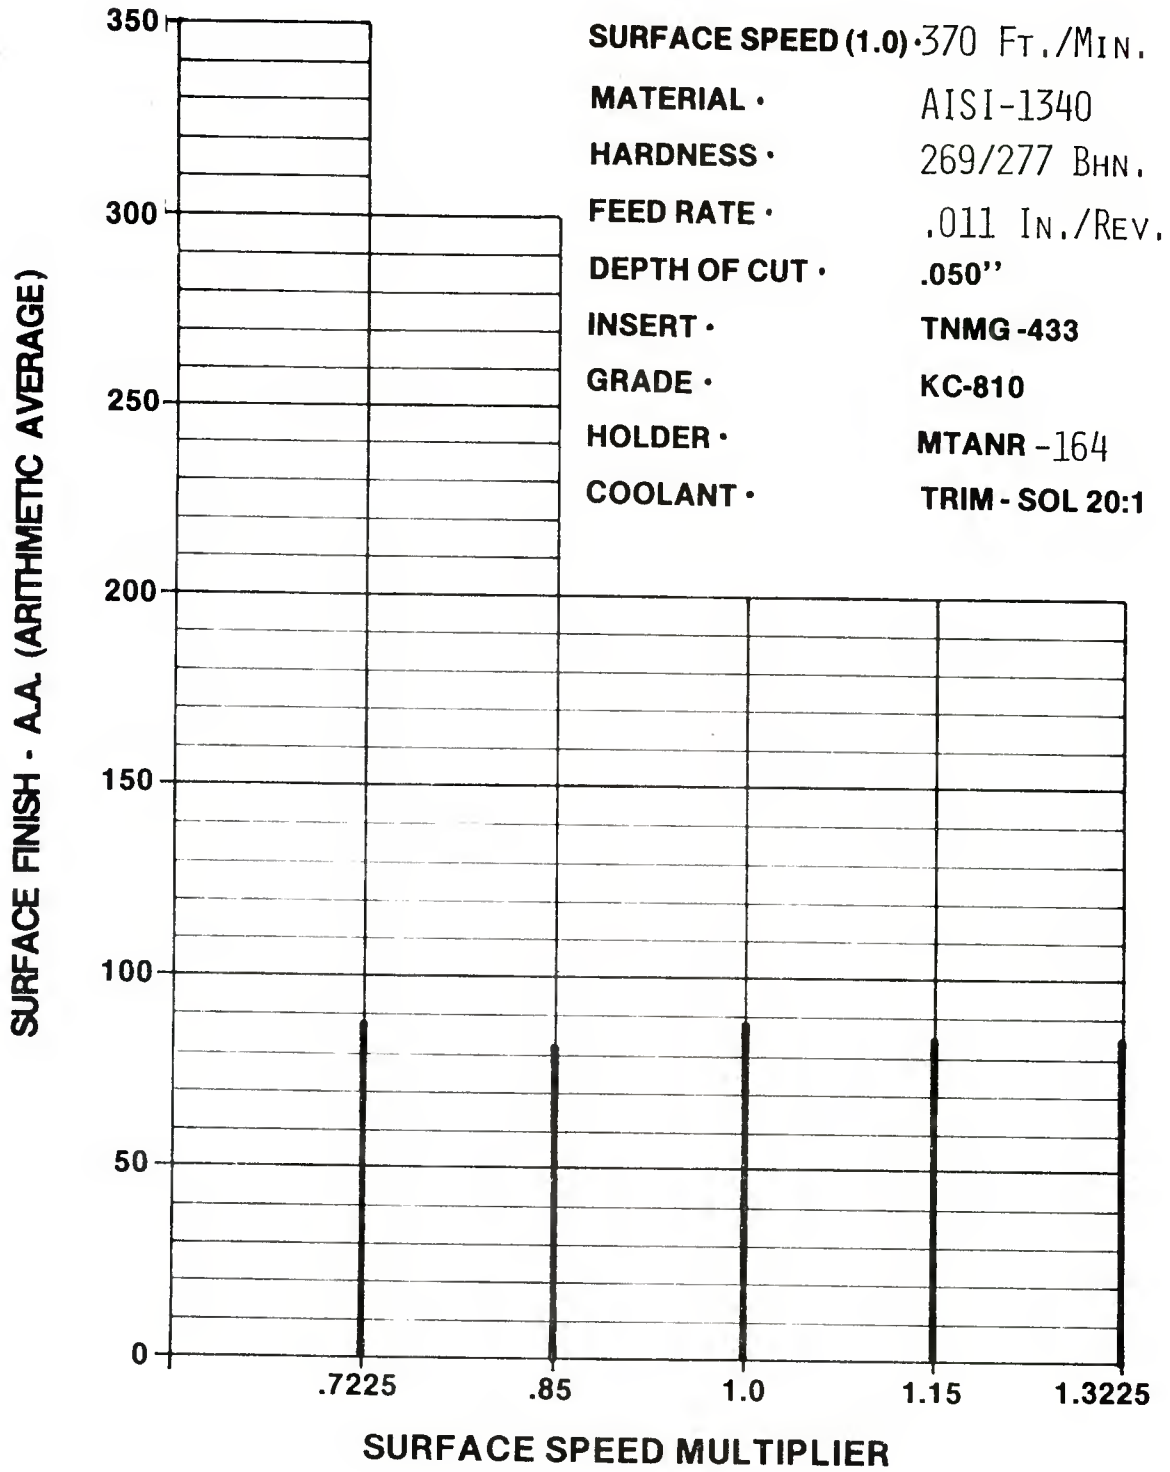 SURFACE SPEED (1.0) · 370 FT./MIN.
MATERIAL · AISI-1340
HARDNESS · 269/277 BHN.
FEED RATE · .011 IN./REV.
DEPTH OF CUT · .050''
INSERT · TNMG-433
GRADE · KC-810
HOLDER · MTANR-164
COOLANT · TRIM-SOL 20:1
SURFACE FINISH - A.A. (ARITHMETIC AVERAGE)
350
300
250
200
150
100
50
0
.7225 .85 1.0 1.15 1.3225
SURFACE SPEED MULTIPLIER